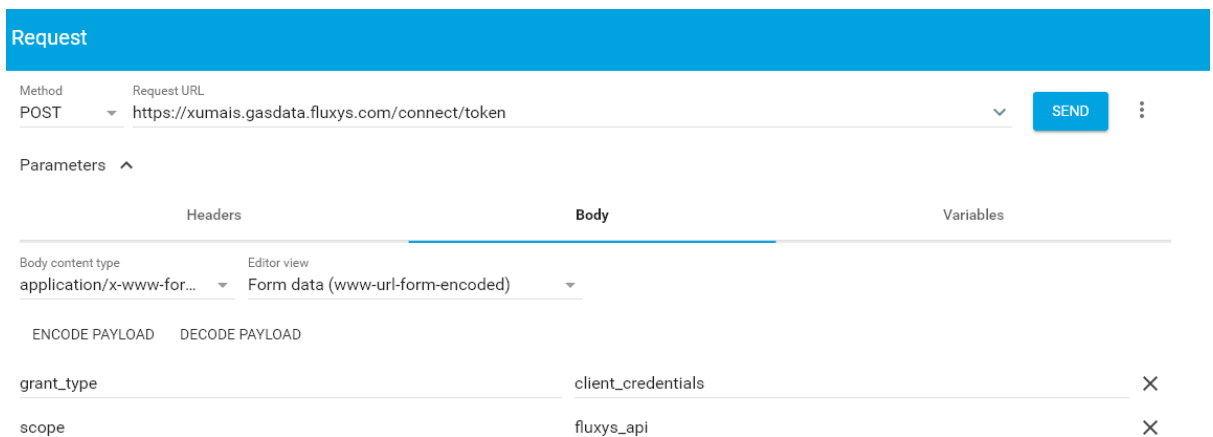 Request
Method Request URL
POST https://xumais.gasdata.fluxys.com/connect/token SEND
Parameters
Headers Body Variables
Body content type Editor view
application/x-www-for... Form data (www-url-form-encoded)
ENCODE PAYLOAD DECODE PAYLOAD
grant_type client_credentials
scope fluxys_api